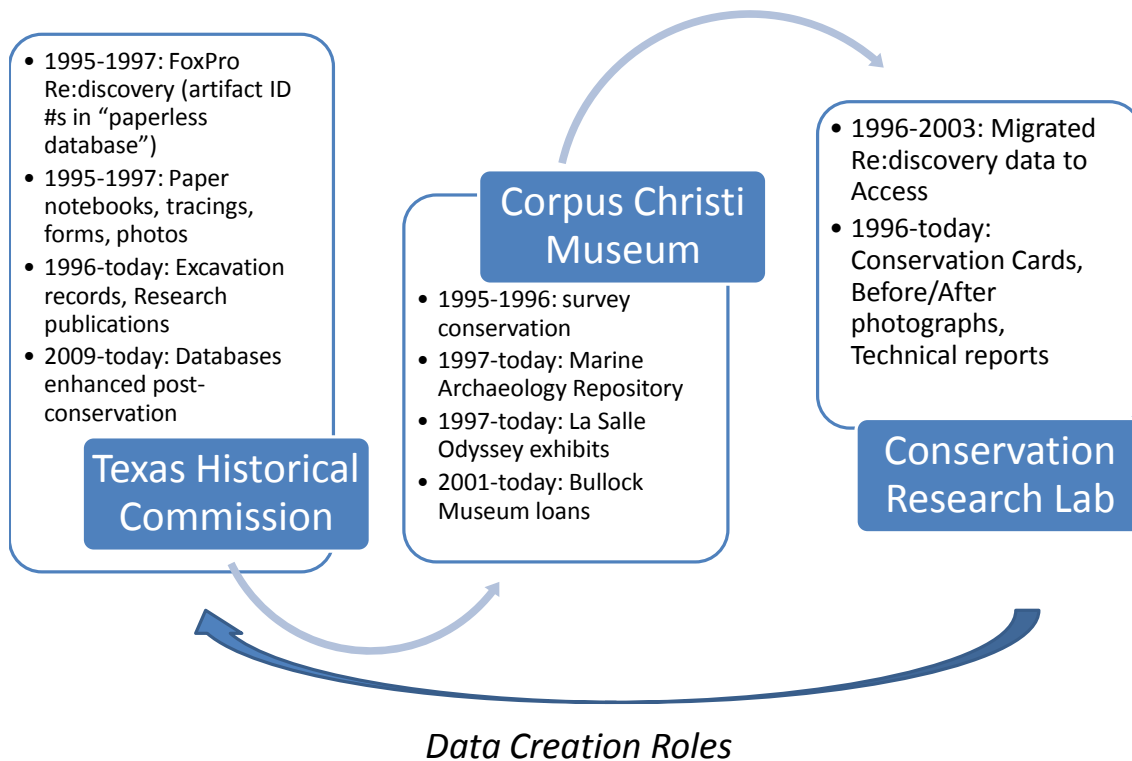 • 1995-1997: FoxPro
Re:discovery (artifact ID
#s in “paperless
database”)
• 1995-1997: Paper
notebooks, tracings,
forms, photos
• 1996-today: Excavation
records, Research
publications
• 2009-today: Databases
enhanced post-
conservation
Texas Historical
Commission
Corpus Christi
Museum
• 1995-1996: survey
conservation
• 1997-today: Marine
Archaeology Repository
• 1997-today: La Salle
Odyssey exhibits
• 2001-today: Bullock
Museum loans
• 1996-2003: Migrated
Re:discovery data to
Access
• 1996-today:
Conservation Cards,
Before/After
photographs,
Technical reports
Conservation
Research Lab
Data Creation Roles